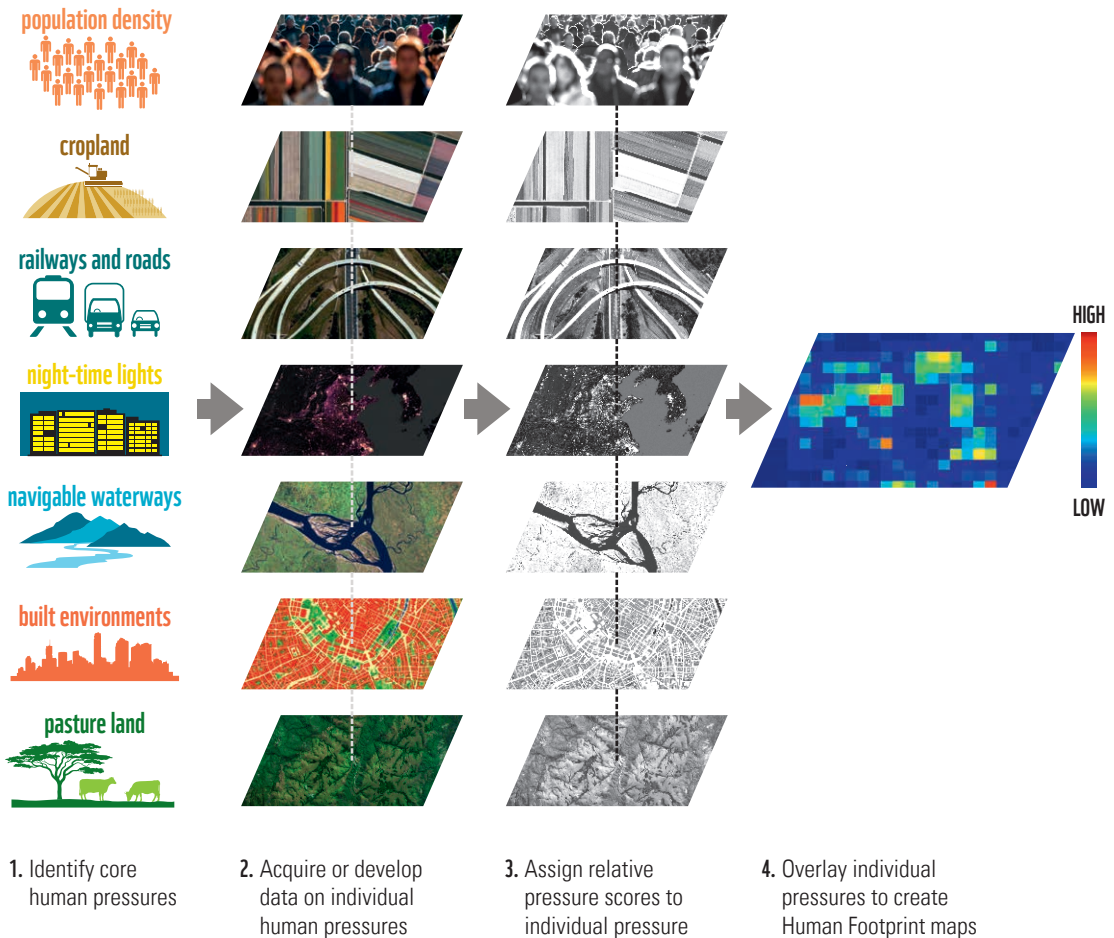 population density
cropland
railways and roads
night-time lights
navigable waterways
built environments
pasture land
HIGH
LOW
1. Identify core
human pressures
2. Acquire or develop
data on individual
human pressures
3. Assign relative
pressure scores to
individual pressure
4. Overlay individual
pressures to create
Human Footprint maps